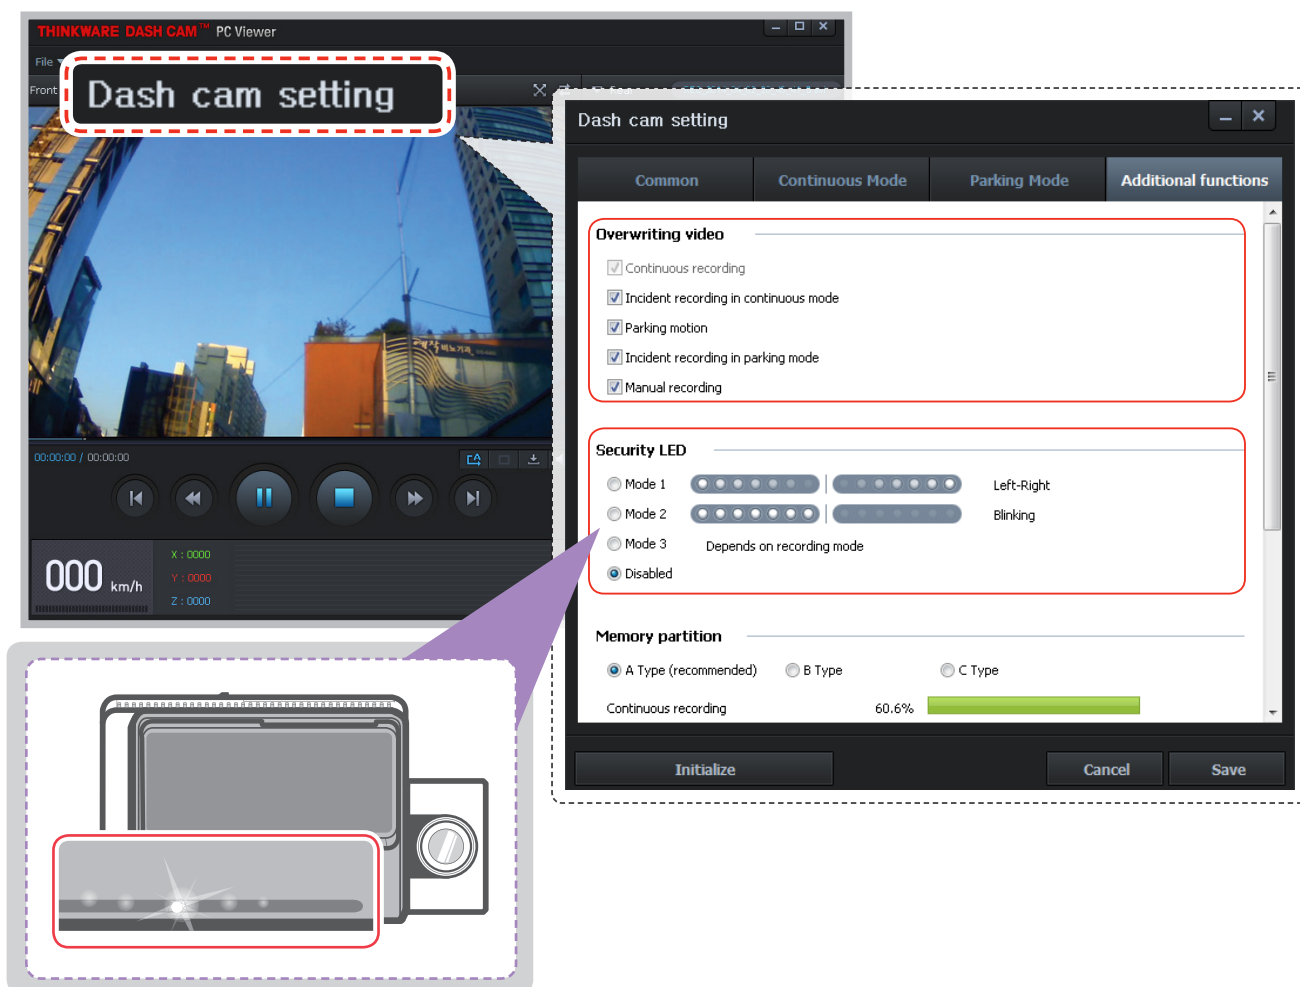 THINKWARE DASH CAM™ PC Viewer
File
Front
Dash cam setting
00:00:00 / 00:00:00
000 km/h
X : 0000
Y : 0000
Z : 0000
Dash cam setting
Common
Continuous Mode
Parking Mode
Additional functions
Overwriting video
Continuous recording
Incident recording in continuous mode
Parking motion
Incident recording in parking mode
Manual recording
Security LED
Mode 1 Left-Right
Mode 2 Blinking
Mode 3 Depends on recording mode
Disabled
Memory partition
A Type (recommended) B Type C Type
Continuous recording 60.6%
Initialize
Cancel
Save